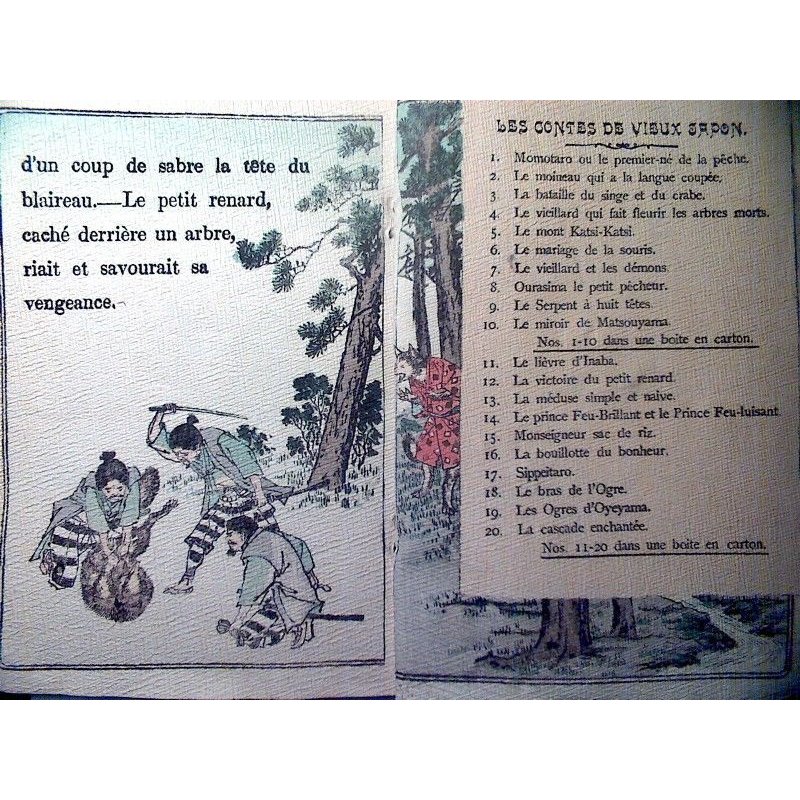 d'un coup de sabre la tete du
blaireau.—Le petit renard,
caché derrière un arbre,
riait et savourait sa
vengeance.
LES CONTES DE VIEUX JAPON.
1. Momotaro ou le premier-né de la pêche.
2. Le moineau qui a la langue coupée.
3. La bataille du singe et du crabe.
4. Le vieillard qui fait fleurir les arbres morts.
5. Le mont Katsi-Katsi.
6. Le mariage de la souris.
7. Le vieillard et les démons.
8. Ourasima le petit pêcheur.
9. Le Serpent à huit têtes.
10. Le miroir de Matsouyama.
Nos. 1-10 dans une boite en carton.
11. Le lièvre d'Inaba.
12. La victoire du petit renard.
13. La méduse simple et naive.
14. Le prince Feu-Brillant et le Prince Feu-luisant.
15. Monseigneur sac de riz.
16. La bouillotte du bonheur.
17. Sippeïtaro.
18. Le bras de l'Ogre.
19. Les Ogres d'Oyeyama.
20. La cascade enchantée.
Nos. 11-20 dans une boite en carton.